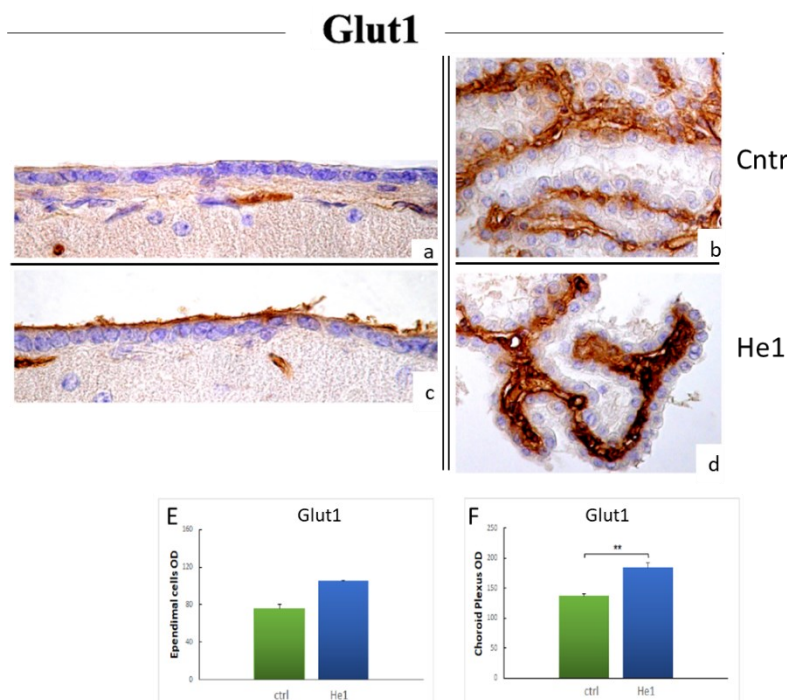 Glut1
a
b
Cntr
c
d
He1
E
Glut1
Ependimal cells OD
160
120
80
40
0
ctrl
He1
F
Glut1
Choroid Plexus OD
250
200
150
100
50
0
**
ctrl
He1